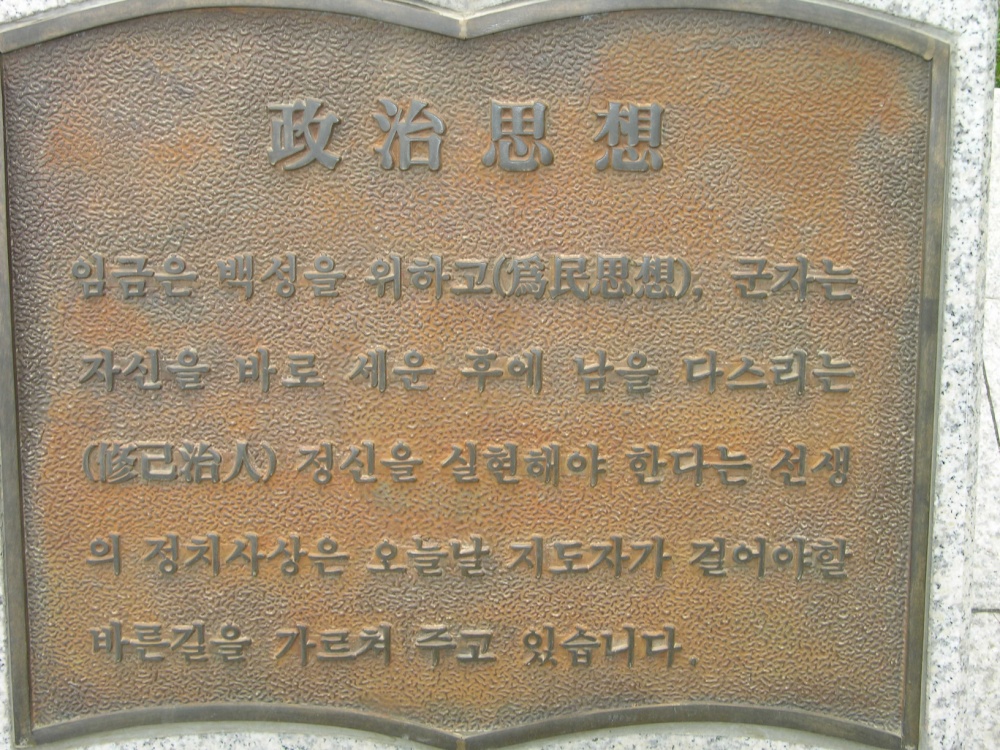 政治思想
임금은 백성을 위하고(爲民思想), 군자는
자신을 바로 세운 후에 남을 다스리는
(修己治人) 정신을 실현해야 한다는 선생
의 정치사상은 오늘날 지도자가 걸어야할
바른길을 가르쳐 주고 있습니다.